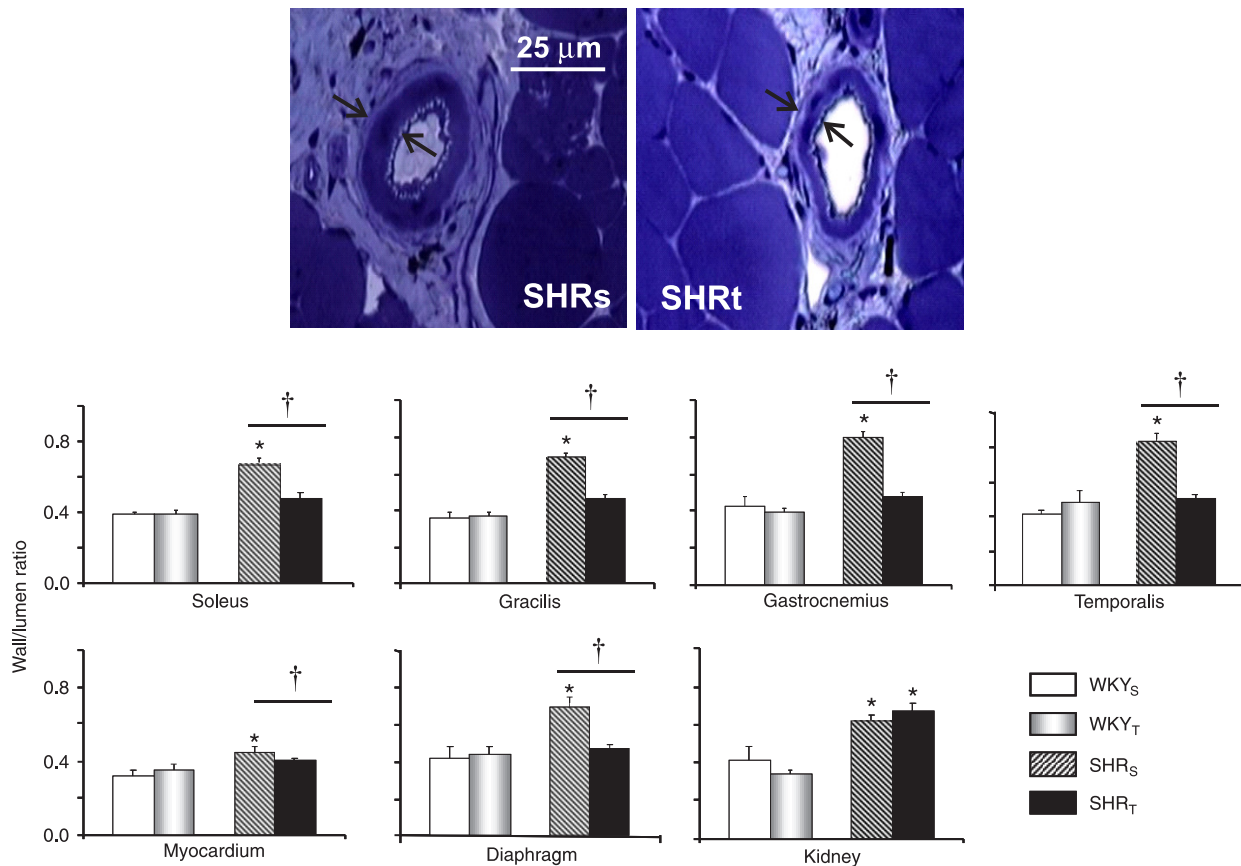 25 μm
SHRs
SHRt
Wall/lumen ratio
0.8
0.4
0.0
†
*
Soleus
†
*
Gracilis
†
*
Gastrocnemius
†
*
Temporalis
0.8
0.4
0.0
†
*
Myocardium
†
*
Diaphragm
* *
Kidney
WKYS
WKYT
SHRS
SHRT